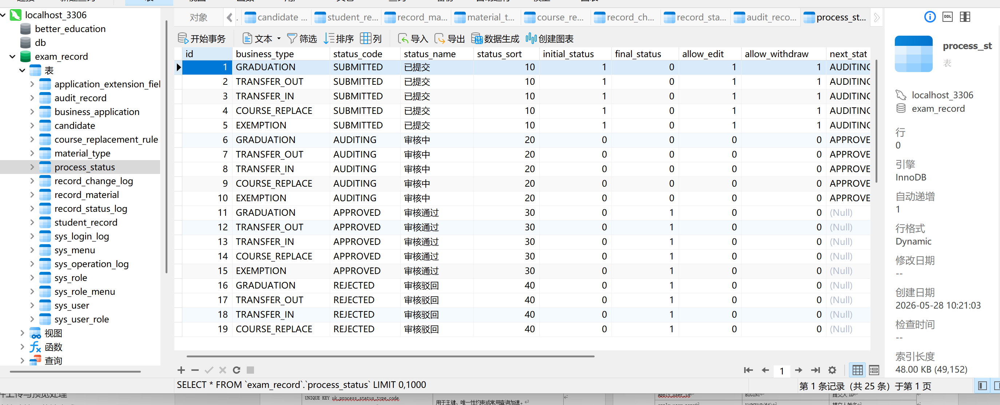 localhost_3306
better_education
db
exam_record
表
application_extension_fiel
audit_record
business_application
candidate
course_replacement_rule
material_type
process_status
record_change_log
record_material
record_status_log
student_record
sys_login_log
sys_menu
sys_operation_log
sys_role
sys_role_menu
sys_user
sys_user_role
视图
函数
查询
对象 candidate ... student_re... record_ma... material_t... course_re... record_ch... record_sta... audit_reco... process_st...
开始事务 文本 筛选 排序 列 导入 导出 数据生成 创建图表
id business_type status_code status_name status_sort initial_status final_status allow_edit allow_withdraw next_stat
1 GRADUATION SUBMITTED 已提交 10 1 0 1 1 AUDITING
2 TRANSFER_OUT SUBMITTED 已提交 10 1 0 1 1 AUDITING
3 TRANSFER_IN SUBMITTED 已提交 10 1 0 1 1 AUDITING
4 COURSE_REPLACE SUBMITTED 已提交 10 1 0 1 1 AUDITING
5 EXEMPTION SUBMITTED 已提交 10 1 0 1 1 AUDITING
6 GRADUATION AUDITING 审核中 20 0 0 0 0 APPROVE
7 TRANSFER_OUT AUDITING 审核中 20 0 0 0 0 APPROVE
8 TRANSFER_IN AUDITING 审核中 20 0 0 0 0 APPROVE
9 COURSE_REPLACE AUDITING 审核中 20 0 0 0 0 APPROVE
10 EXEMPTION AUDITING 审核中 20 0 0 0 0 APPROVE
11 GRADUATION APPROVED 审核通过 30 0 1 0 0 (Null)
12 TRANSFER_OUT APPROVED 审核通过 30 0 1 0 0 (Null)
13 TRANSFER_IN APPROVED 审核通过 30 0 1 0 0 (Null)
14 COURSE_REPLACE APPROVED 审核通过 30 0 1 0 0 (Null)
15 EXEMPTION APPROVED 审核通过 30 0 1 0 0 (Null)
16 GRADUATION REJECTED 审核驳回 40 0 1 0 0 (Null)
17 TRANSFER_OUT REJECTED 审核驳回 40 0 1 0 0 (Null)
18 TRANSFER_IN REJECTED 审核驳回 40 0 1 0 0 (Null)
19 COURSE_REPLACE REJECTED 审核驳回 40 0 1 0 0 (Null)
1
SELECT * FROM `exam_record`.`process_status` LIMIT 0,1000
第 1 条记录（共 25 条）于第 1 页
DDL
process_st
表
localhost_3306
exam_record
行
0
引擎
InnoDB
自动递增
1
行格式
Dynamic
修改日期
--
创建日期
2026-05-28 10:21:03
检查时间
--
索引长度
48.00 KB (49,152)
UNIQUE KEY uk_process_status_type_code
用于主键、唯一性约束或常用查询加速。
apply_user_id BIGINT 提交人 ID